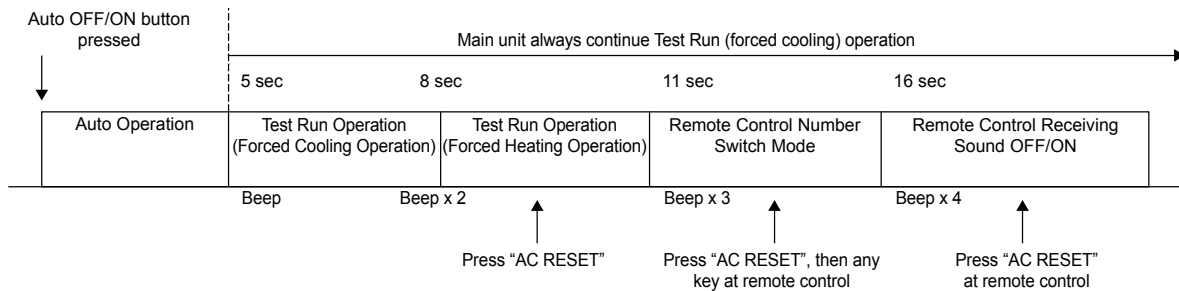 Auto OFF/ON button
pressed
Main unit always continue Test Run (forced cooling) operation
5 sec
8 sec
11 sec
16 sec
Auto Operation
Test Run Operation
(Forced Cooling Operation)
Test Run Operation
(Forced Heating Operation)
Remote Control Number
Switch Mode
Remote Control Receiving
Sound OFF/ON
Beep
Beep x 2
Beep x 3
Beep x 4
Press “AC RESET”
Press “AC RESET”, then any
key at remote control
Press “AC RESET”
at remote control